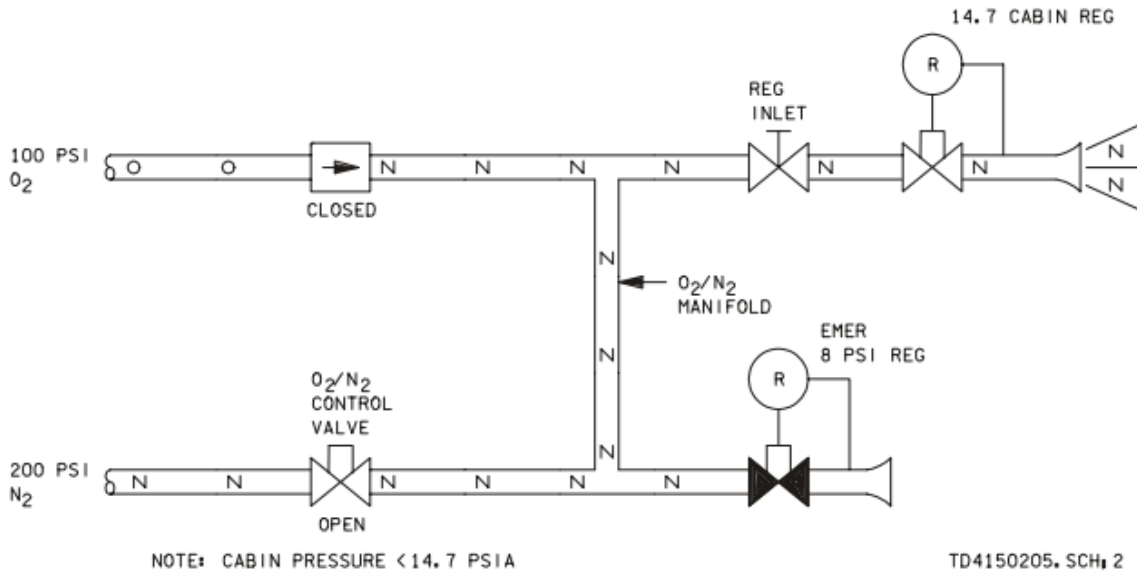 14.7 CABIN REG
R
REG
INLET
100 PSI
O2
O O
N N N N N N
N
N
CLOSED
N
O2/N2
MANIFOLD
EMER
8 PSI REG
N
R
O2/N2
CONTROL
VALVE
N
200 PSI
N2
N N N N N N
OPEN
NOTE: CABIN PRESSURE <14.7 PSIA
TD4150205.SCH; 2